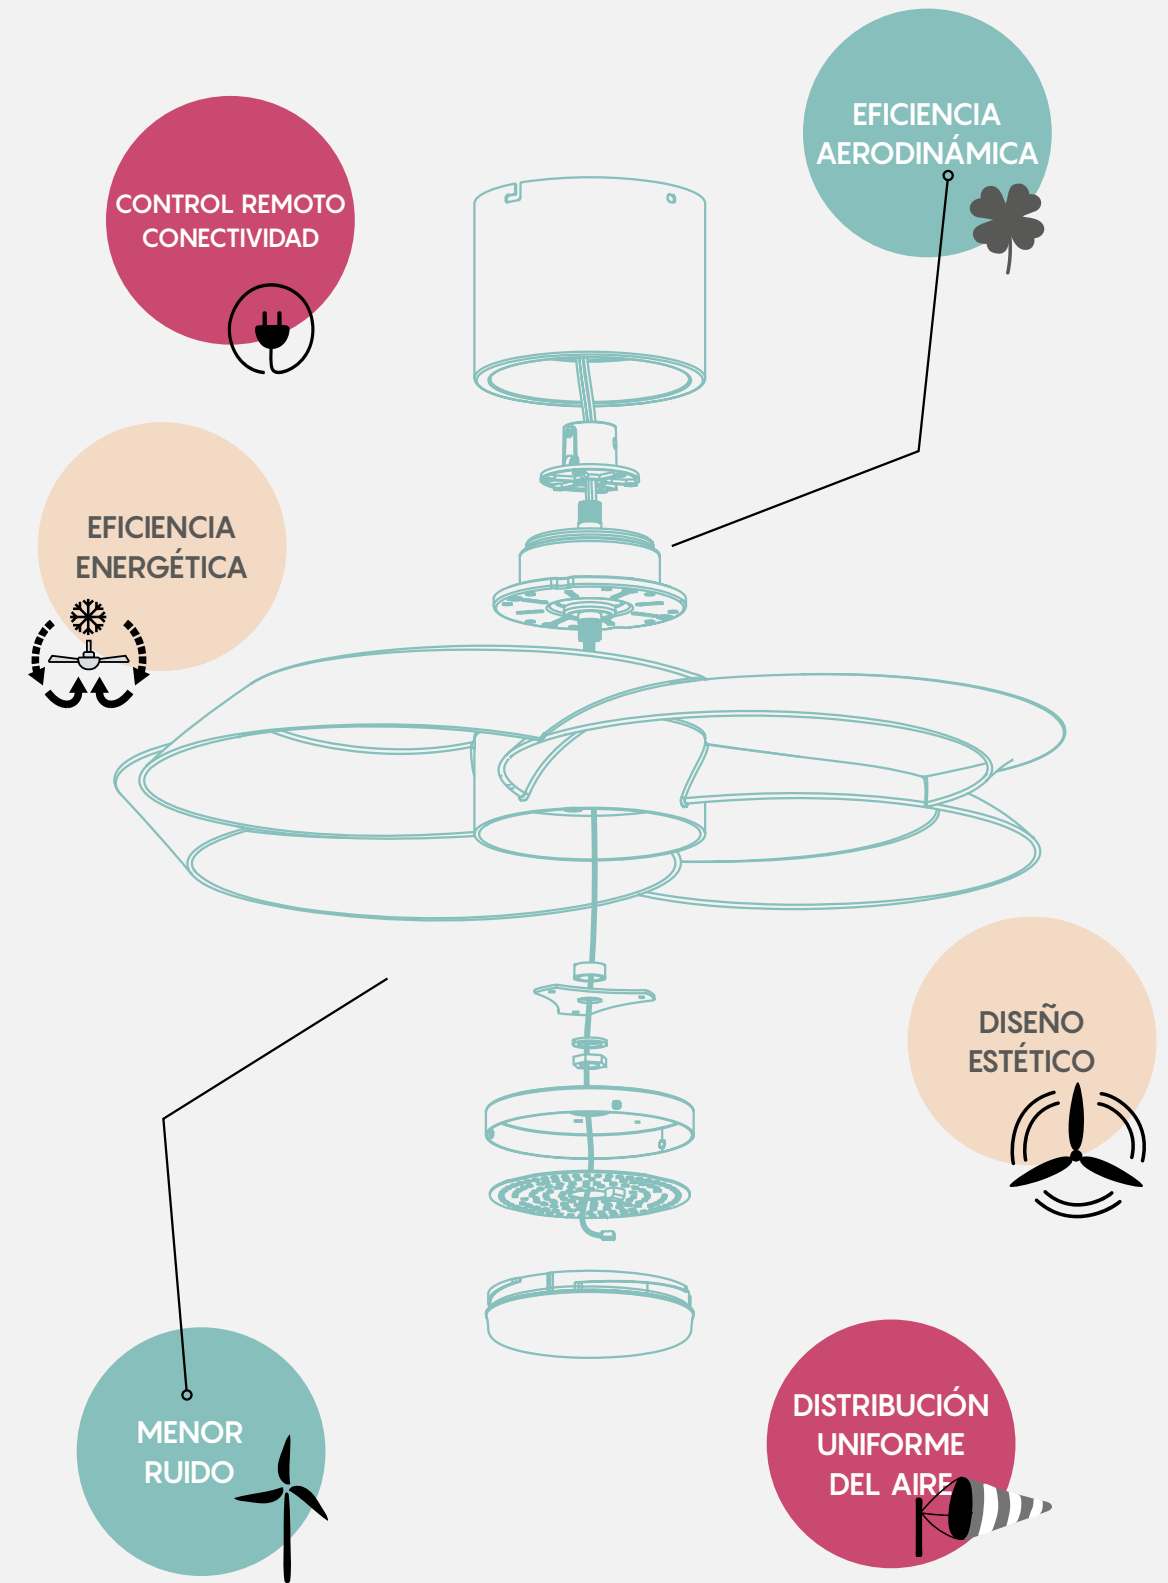 EFICIENCIA
AERODINÁMICA
CONTROL REMOTO
CONECTIVIDAD
EFICIENCIA
ENERGÉTICA
DISEÑO
ESTÉTICO
MENOR
RUIDO
DISTRIBUCIÓN
UNIFORME
DEL AIRE